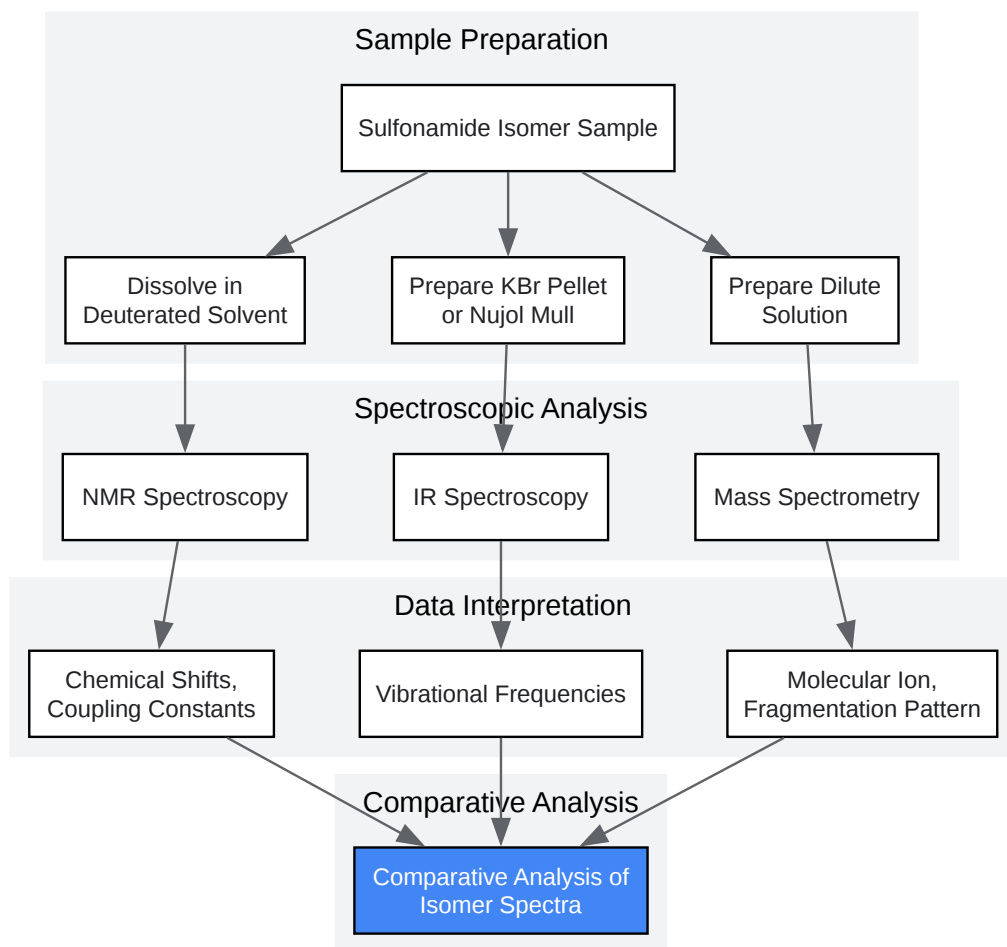 Sample Preparation
Sulfonamide Isomer Sample
Dissolve in
Deuterated Solvent
Prepare KBr Pellet
or Nujol Mull
Prepare Dilute
Solution
Spectroscopic Analysis
NMR Spectroscopy
IR Spectroscopy
Mass Spectrometry
Data Interpretation
Chemical Shifts,
Coupling Constants
Vibrational Frequencies
Molecular Ion,
Fragmentation Pattern
Comparative Analysis
Comparative Analysis of
Isomer Spectra